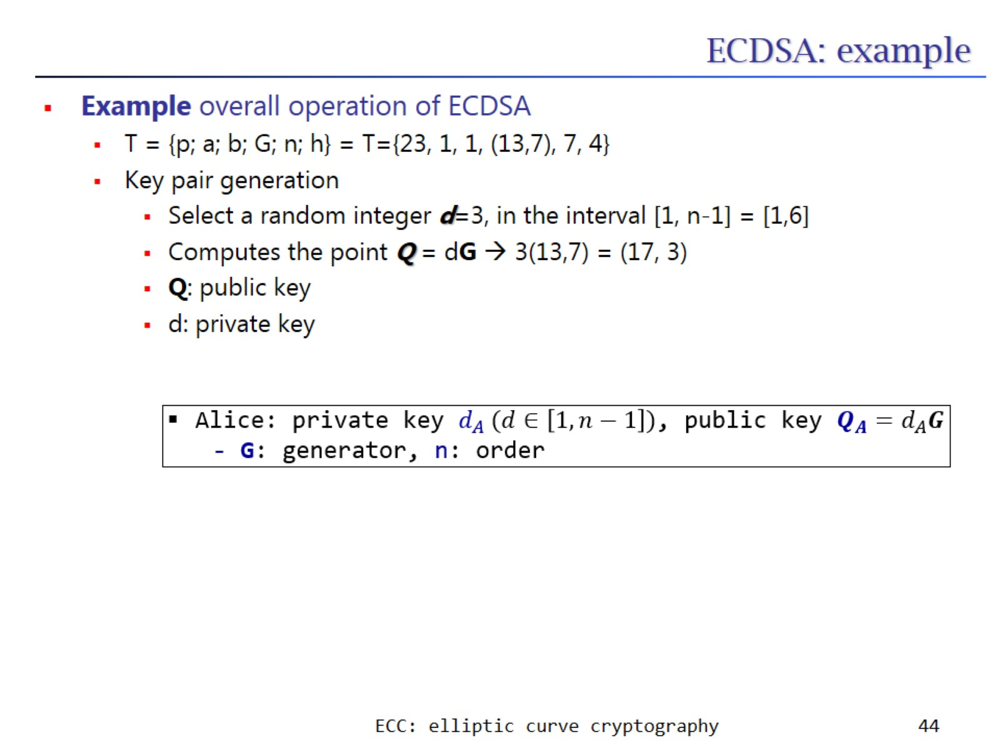 ECDSA: example
▪ Example overall operation of ECDSA
▪ T = {p; a; b; G; n; h} = T={23, 1, 1, (13,7), 7, 4}
▪ Key pair generation
▪ Select a random integer d=3, in the interval [1, n-1] = [1,6]
▪ Computes the point Q = dG → 3(13,7) = (17, 3)
▪ Q: public key
▪ d: private key
▪ Alice: private key d_A (d ∈ [1, n − 1]), public key Q_A = d_A G
- G: generator, n: order
ECC: elliptic curve cryptography 44